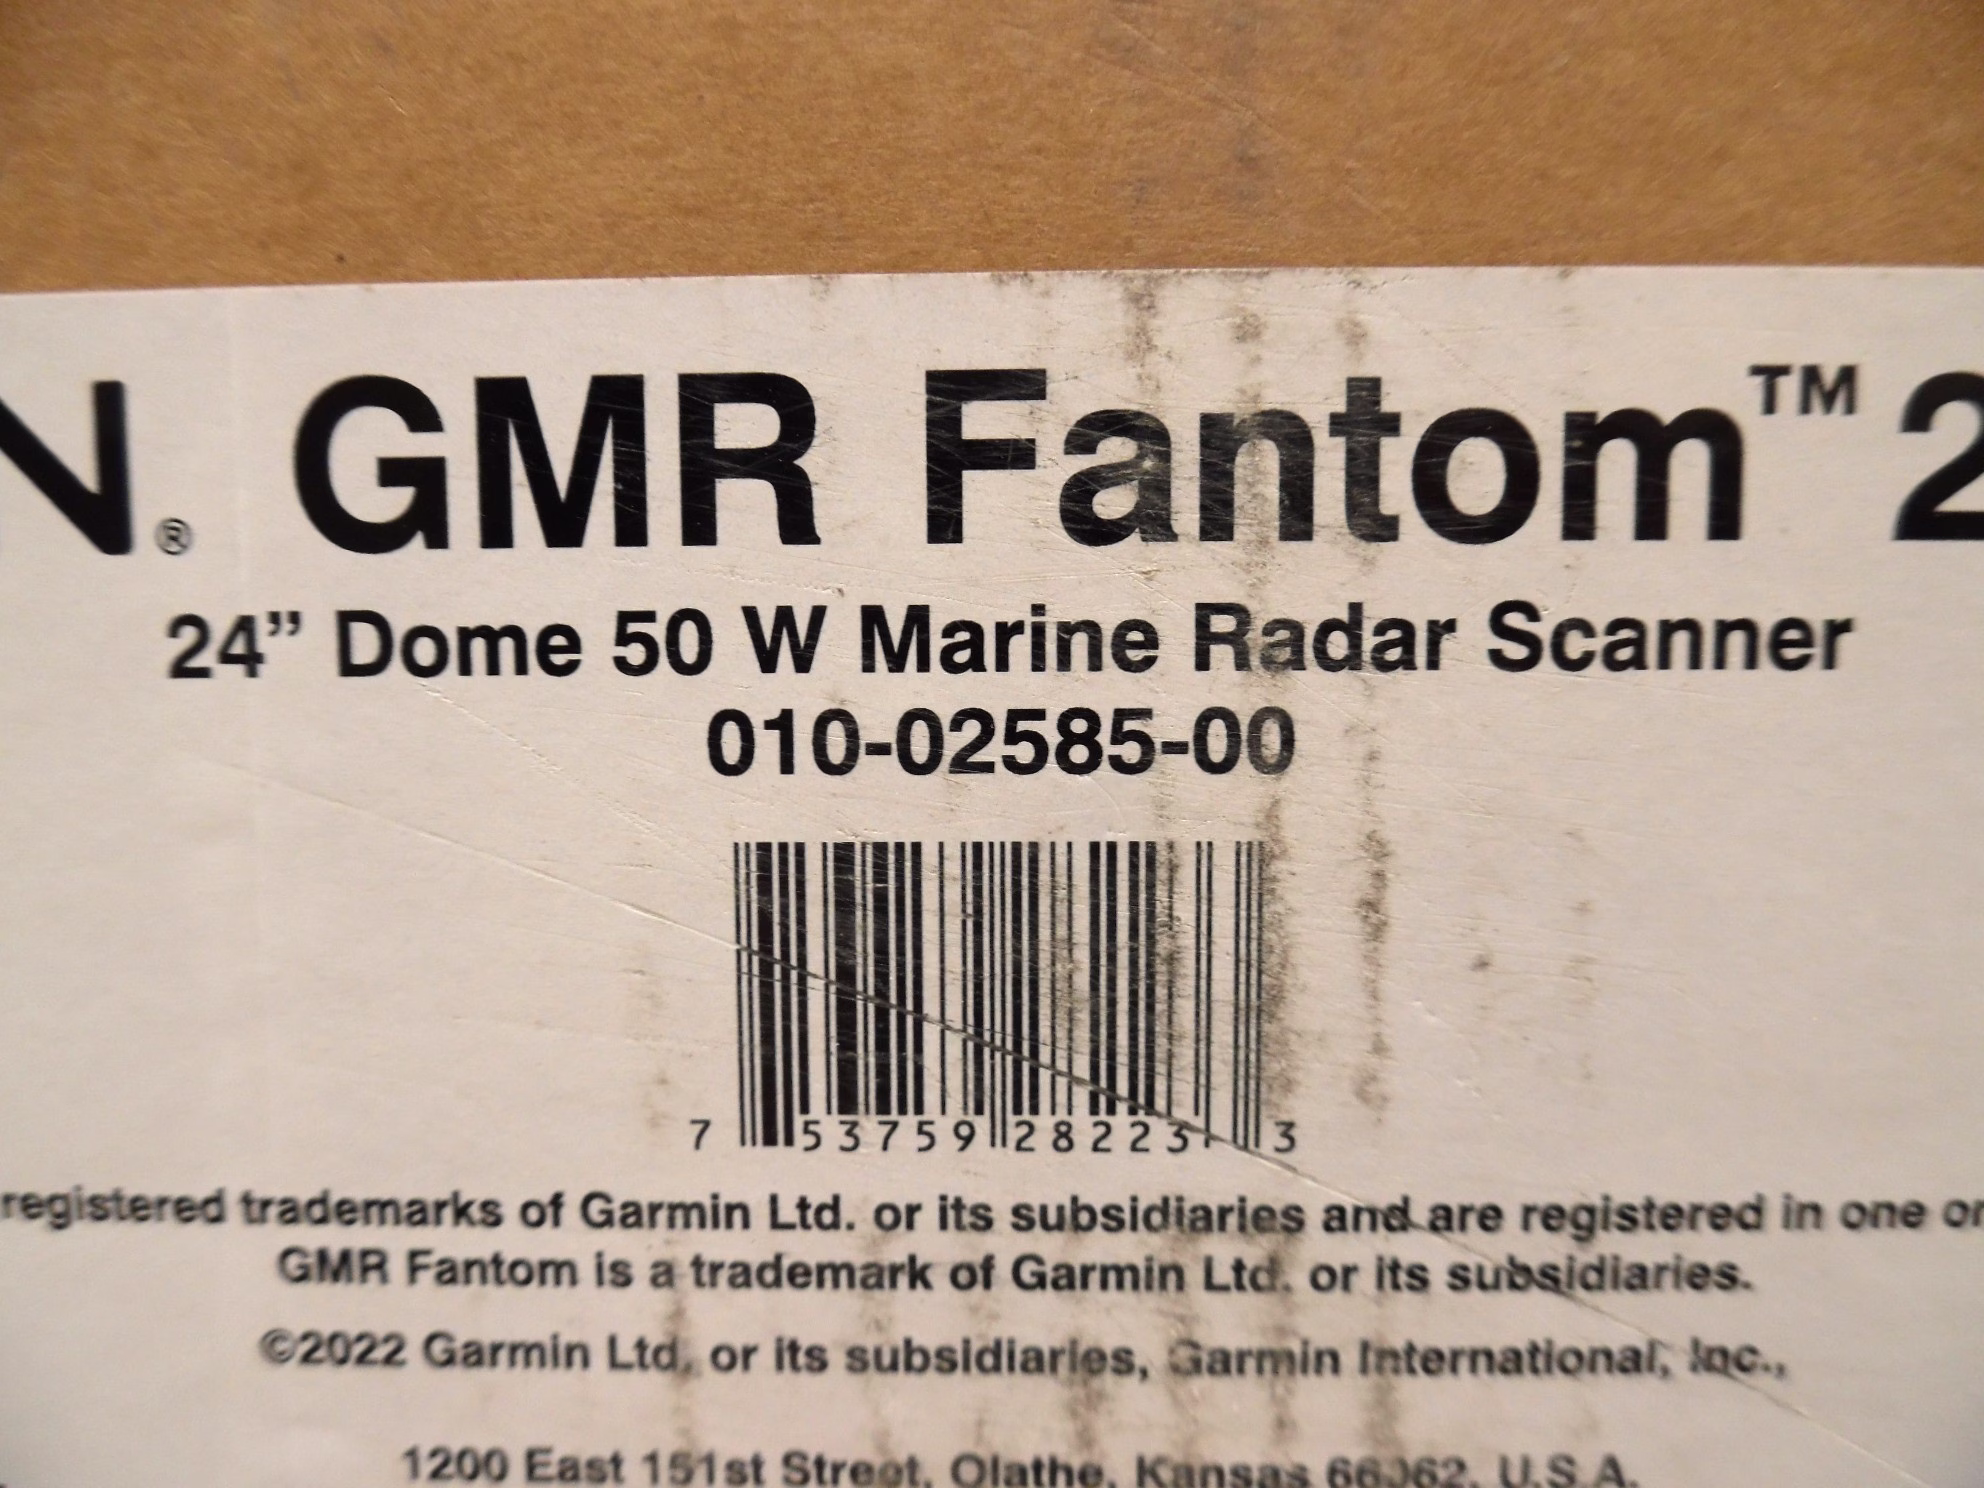 N® GMR Fantom™ 2
24” Dome 50 W Marine Radar Scanner
010-02585-00
7 53759 28223 3
registered trademarks of Garmin Ltd. or its subsidiaries and are registered in one or
GMR Fantom is a trademark of Garmin Ltd. or its subsidiaries.
©2022 Garmin Ltd. or its subsidiaries, Garmin International, Inc.,
1200 East 151st Street, Olathe, Kansas 66062, U.S.A.